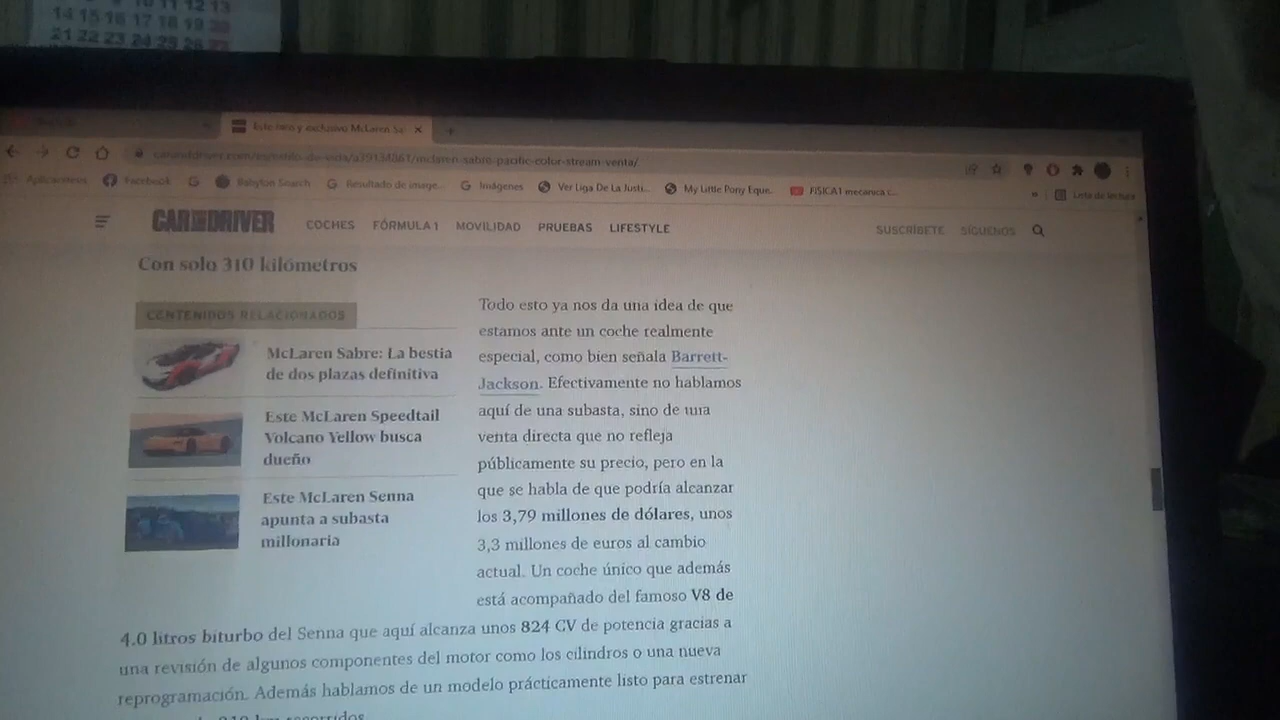 10 11 12 13
14 15 16 17 18 19 20
21 22 23 24 25 26 27
Este raro y exclusivo McLaren Sa
caranddriver.com/es/estilo-de-vida/a39134861/mclaren-sabre-pacific-color-stream-venta/
Aplicaciones Facebook G Babylon Search Resultado de image... Imágenes Ver Liga De La Justi... My Little Pony Eque... FISICA1 mecanica c... » Lista de lectura
CAR AND DRIVER COCHES FÓRMULA 1 MOVILIDAD PRUEBAS LIFESTYLE SUSCRÍBETE SÍGUENOS
Con solo 310 kilómetros
CONTENIDOS RELACIONADOS
McLaren Sabre: La bestia
de dos plazas definitiva
Este McLaren Speedtail
Volcano Yellow busca
dueño
Este McLaren Senna
apunta a subasta
millonaria
Todo esto ya nos da una idea de que
estamos ante un coche realmente
especial, como bien señala Barrett-
Jackson. Efectivamente no hablamos
aquí de una subasta, sino de una
venta directa que no refleja
públicamente su precio, pero en la
que se habla de que podría alcanzar
los 3,79 millones de dólares, unos
3,3 millones de euros al cambio
actual. Un coche único que además
está acompañado del famoso V8 de
4.0 litros biturbo del Senna que aquí alcanza unos 824 CV de potencia gracias a
una revisión de algunos componentes del motor como los cilindros o una nueva
reprogramación. Además hablamos de un modelo prácticamente listo para estrenar
310 km recorridos.